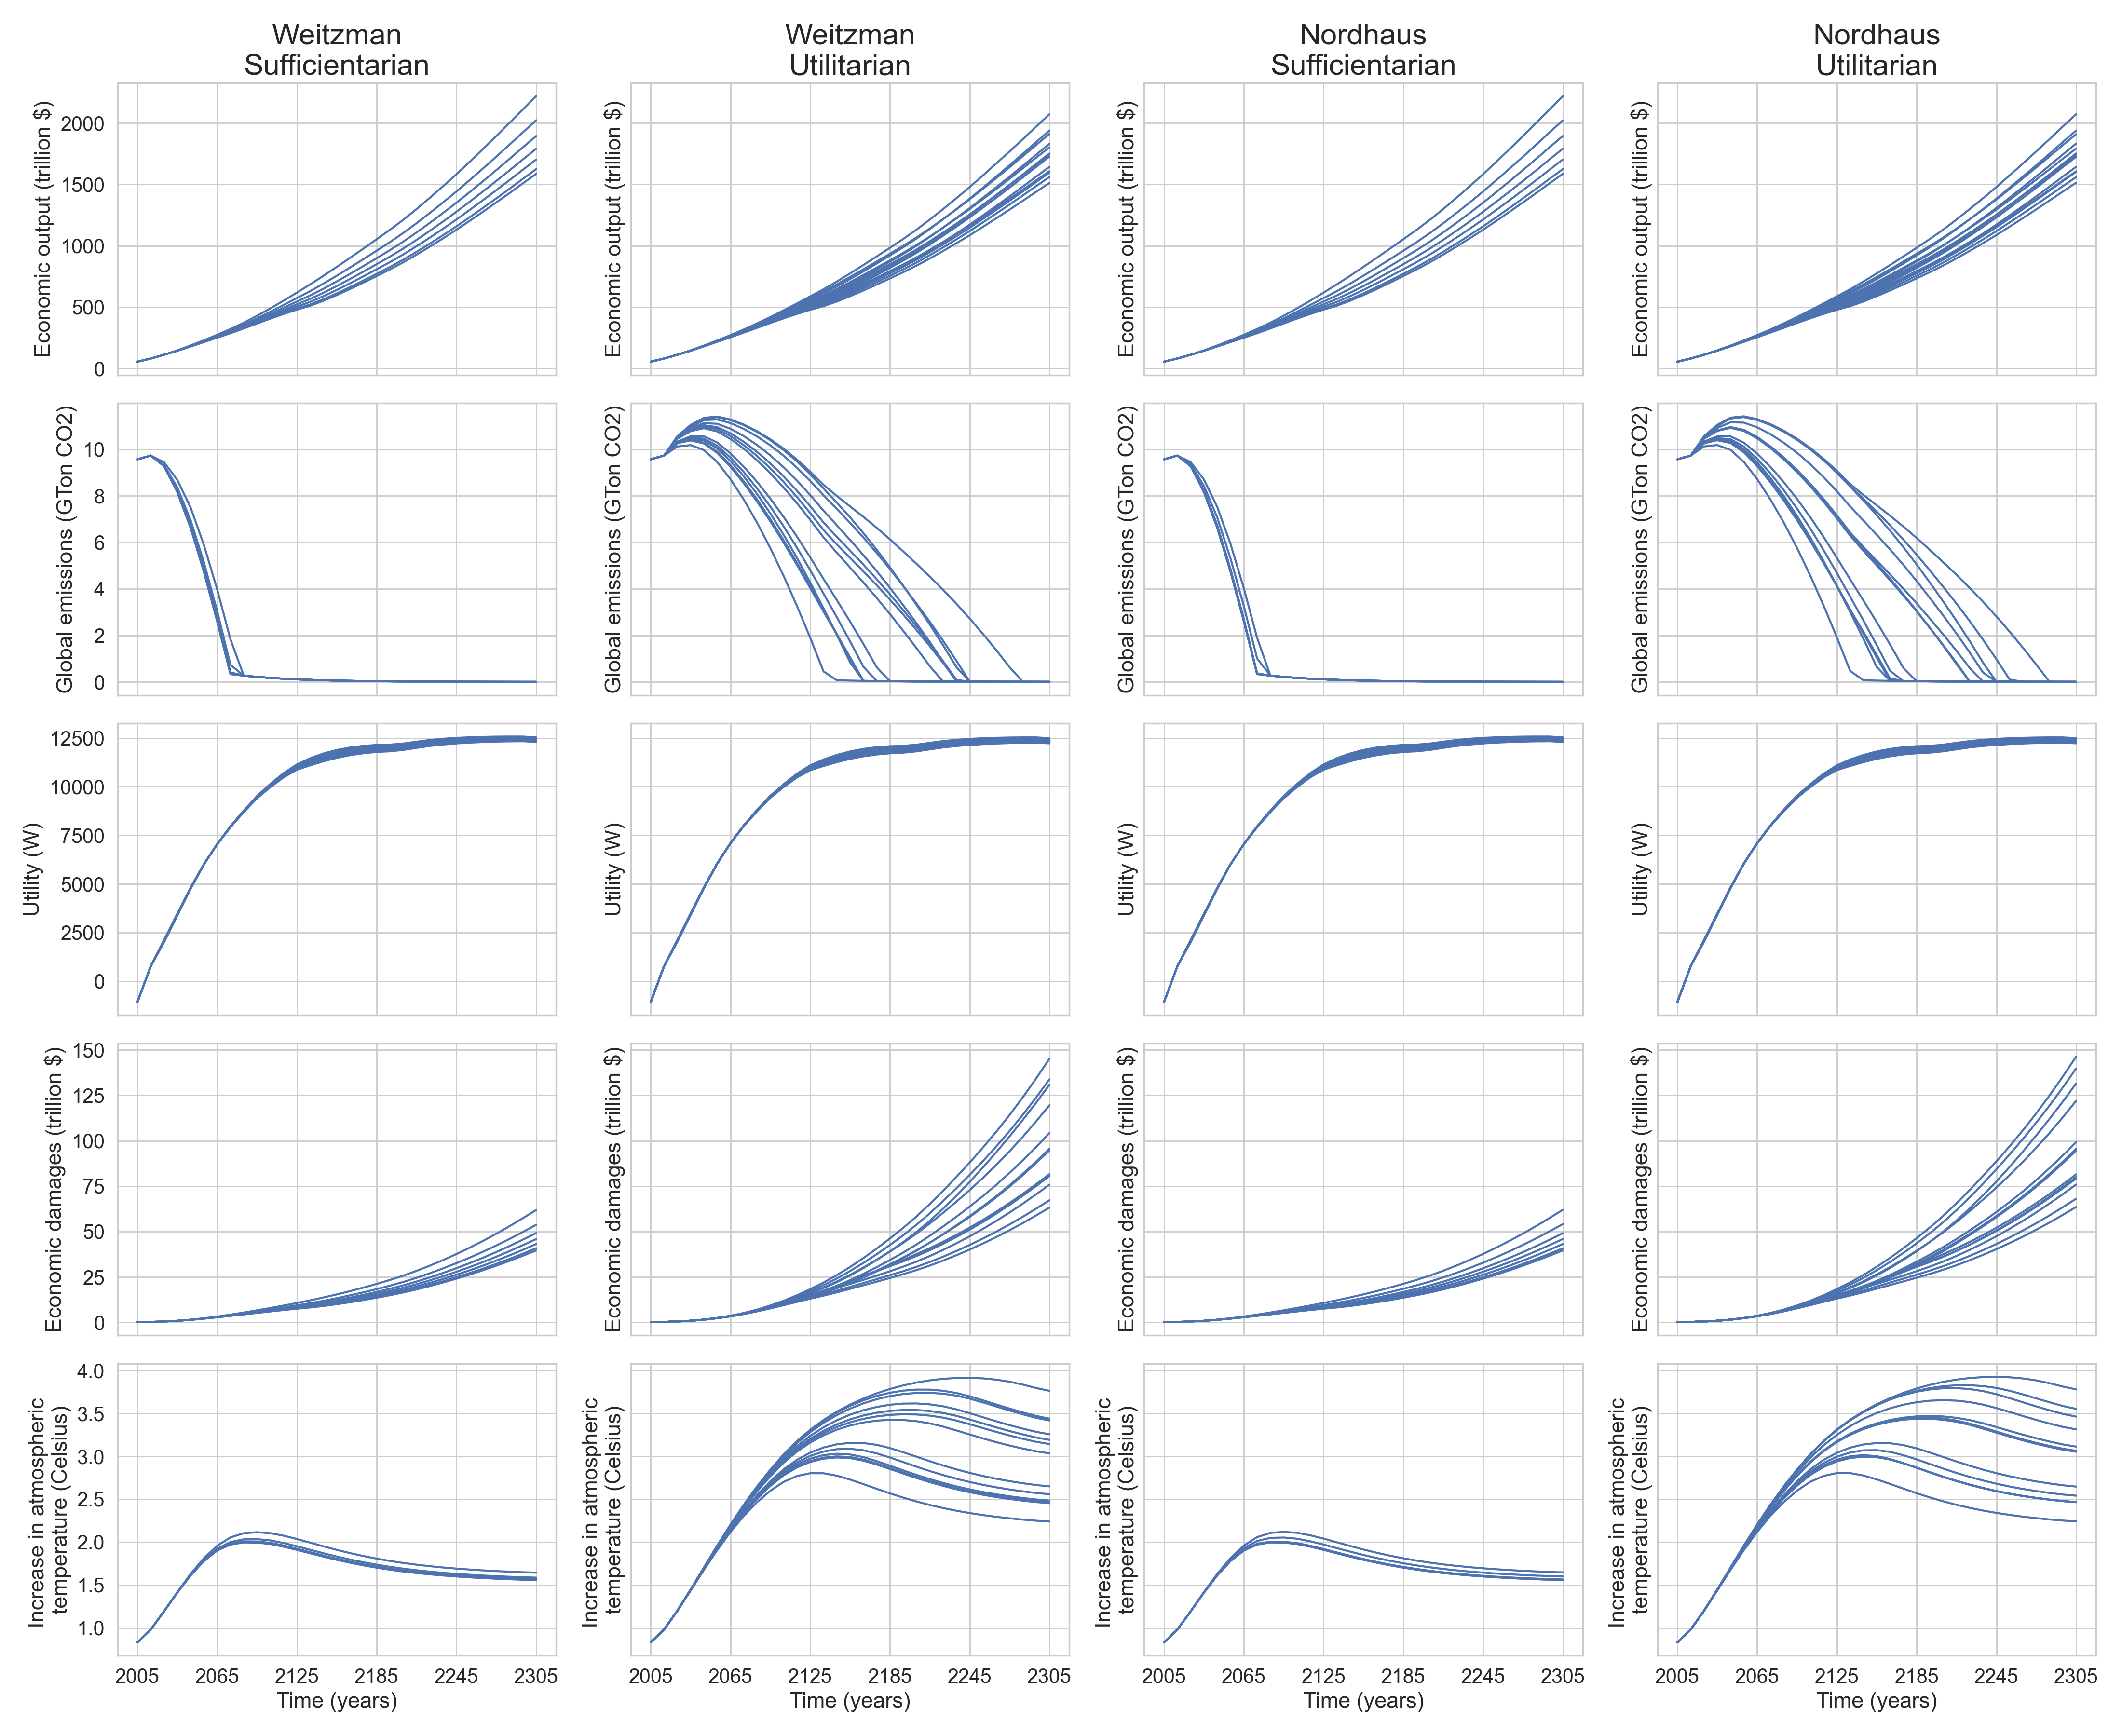 Weitzman
Sufficientarian
Weitzman
Utilitarian
Nordhaus
Sufficientarian
Nordhaus
Utilitarian
Economic output (trillion $)
2000
1500
1000
500
0
Economic output (trillion $)
Economic output (trillion $)
Economic output (trillion $)
Global emissions (GTon CO2)
10
8
6
4
2
0
Global emissions (GTon CO2)
Global emissions (GTon CO2)
Global emissions (GTon CO2)
Utility (W)
12500
10000
7500
5000
2500
0
Utility (W)
Utility (W)
Utility (W)
Economic damages (trillion $)
150
125
100
75
50
25
0
Economic damages (trillion $)
Economic damages (trillion $)
Economic damages (trillion $)
Increase in atmospheric
temperature (Celsius)
4.0
3.5
3.0
2.5
2.0
1.5
1.0
Increase in atmospheric
temperature (Celsius)
Increase in atmospheric
temperature (Celsius)
Increase in atmospheric
temperature (Celsius)
2005 2065 2125 2185 2245 2305
Time (years)
2005 2065 2125 2185 2245 2305
Time (years)
2005 2065 2125 2185 2245 2305
Time (years)
2005 2065 2125 2185 2245 2305
Time (years)